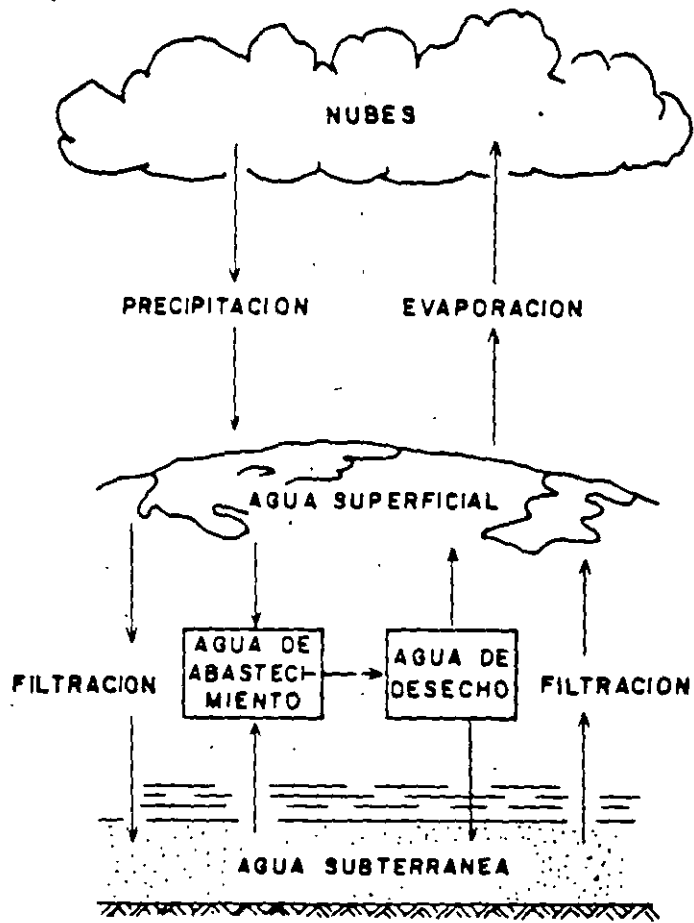 NUBES
PRECIPITACION EVAPORACION
AGUA SUPERFICIAL
FILTRACION
AGUA DE
ABASTECI-
MIENTO
AGUA DE
DESECHO
FILTRACION
AGUA SUBTERRANEA